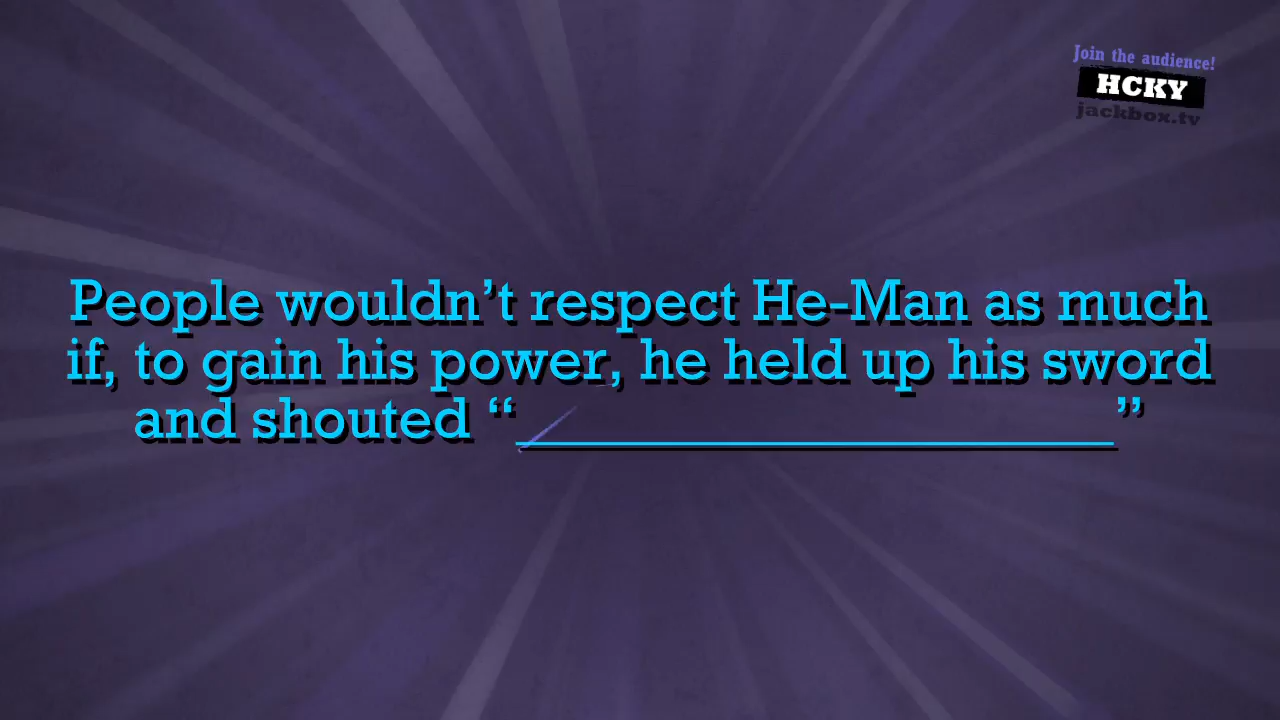 Join the audience!
HCKY
jackbox.tv
People wouldn’t respect He-Man as much
if, to gain his power, he held up his sword
and shouted “____________________”